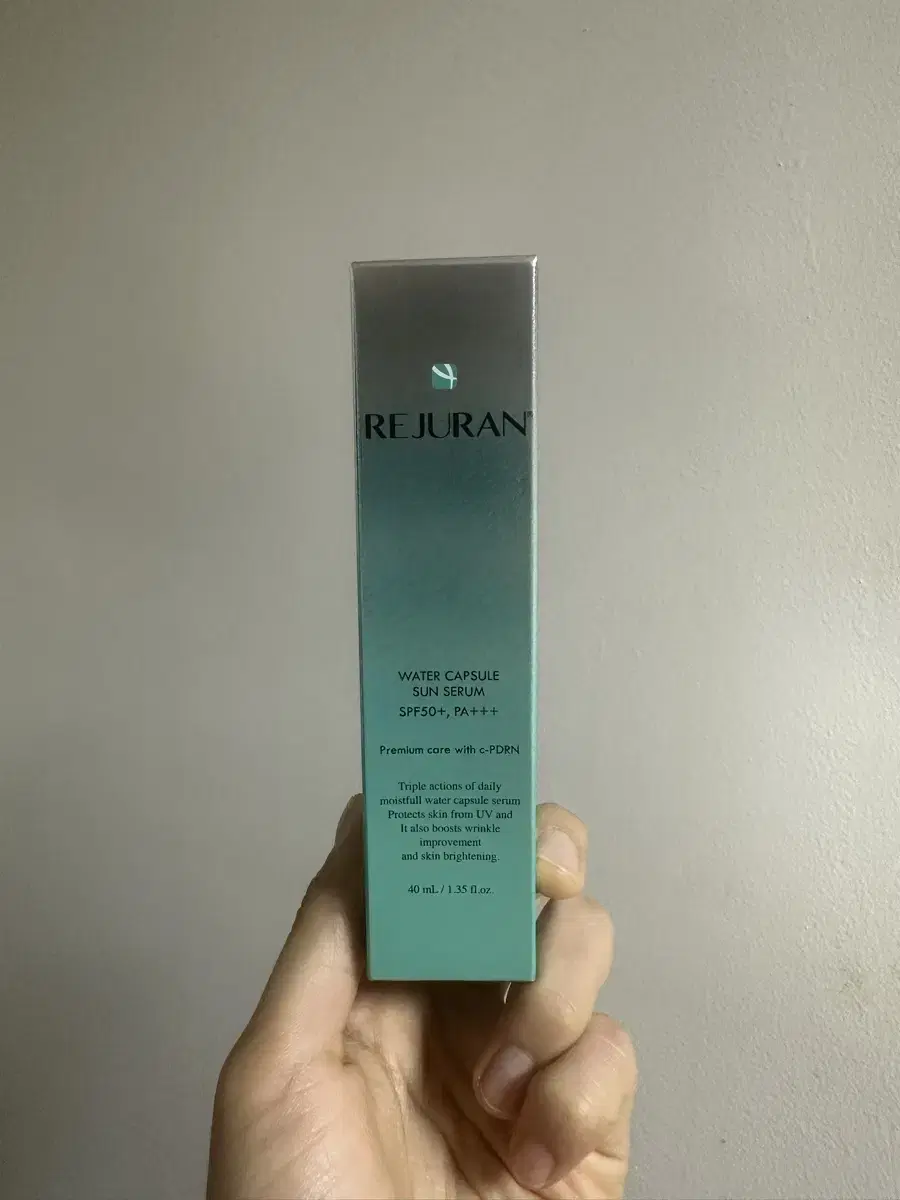 REJURAN
WATER CAPSULE
SUN SERUM
SPF50+, PA+++
Premium care with c-PDRN
Triple actions of daily
moistfull water capsule serum
Protects skin from UV and
It also boosts wrinkle
improvement
and skin brightening.
40 mL / 1.35 fl.oz.